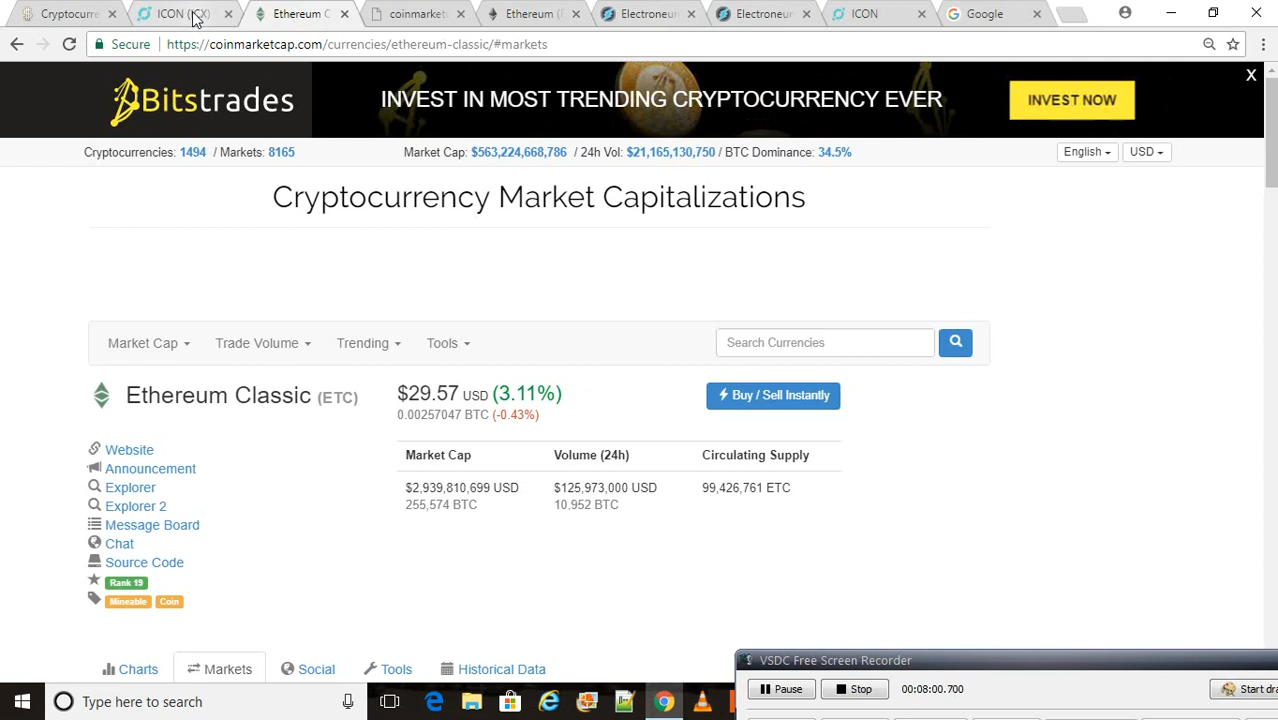 Cryptocurre
ICON (ICX)
Ethereum C
coinmarket
Ethereum (
Electroneu
Electroneu
ICON
Google
Secure
https://coinmarketcap.com/currencies/ethereum-classic/#markets
Bitstrades
INVEST IN MOST TRENDING CRYPTOCURRENCY EVER
INVEST NOW
X
Cryptocurrencies: 1494 / Markets: 8165
Market Cap: $563,224,668,786 / 24h Vol: $21,165,130,750 / BTC Dominance: 34.5%
English
USD
Cryptocurrency Market Capitalizations
Market Cap
Trade Volume
Trending
Tools
Search Currencies
Ethereum Classic (ETC)
$29.57 USD (3.11%)
0.00257047 BTC (-0.43%)
Buy / Sell Instantly
Website
Announcement
Explorer
Explorer 2
Message Board
Chat
Source Code
Rank 19
Mineable
Coin
Market Cap
Volume (24h)
Circulating Supply
$2,939,810,699 USD
$125,973,000 USD
99,426,761 ETC
255,574 BTC
10,952 BTC
Charts
Markets
Social
Tools
Historical Data
VSDC Free Screen Recorder
Pause
Stop
00:08:00.700
Start dra
Type here to search